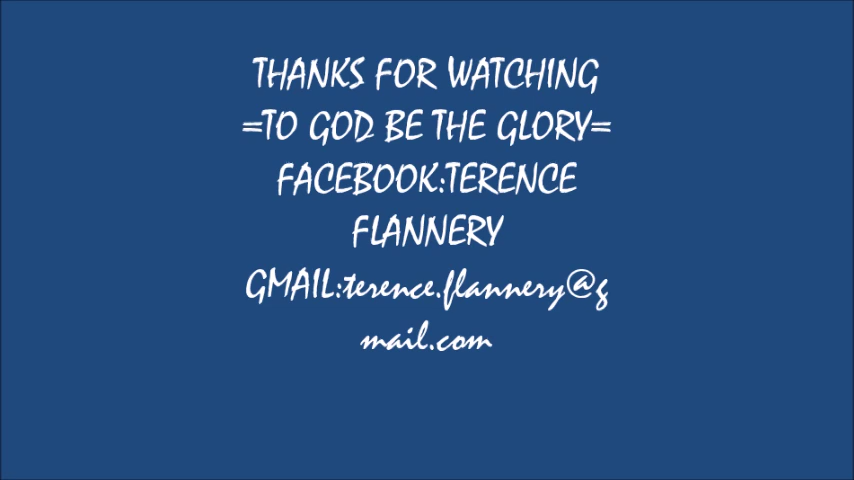 THANKS FOR WATCHING
=TO GOD BE THE GLORY=
FACEBOOK:TERENCE
FLANNERY
GMAIL:terence.flannery@g
mail.com